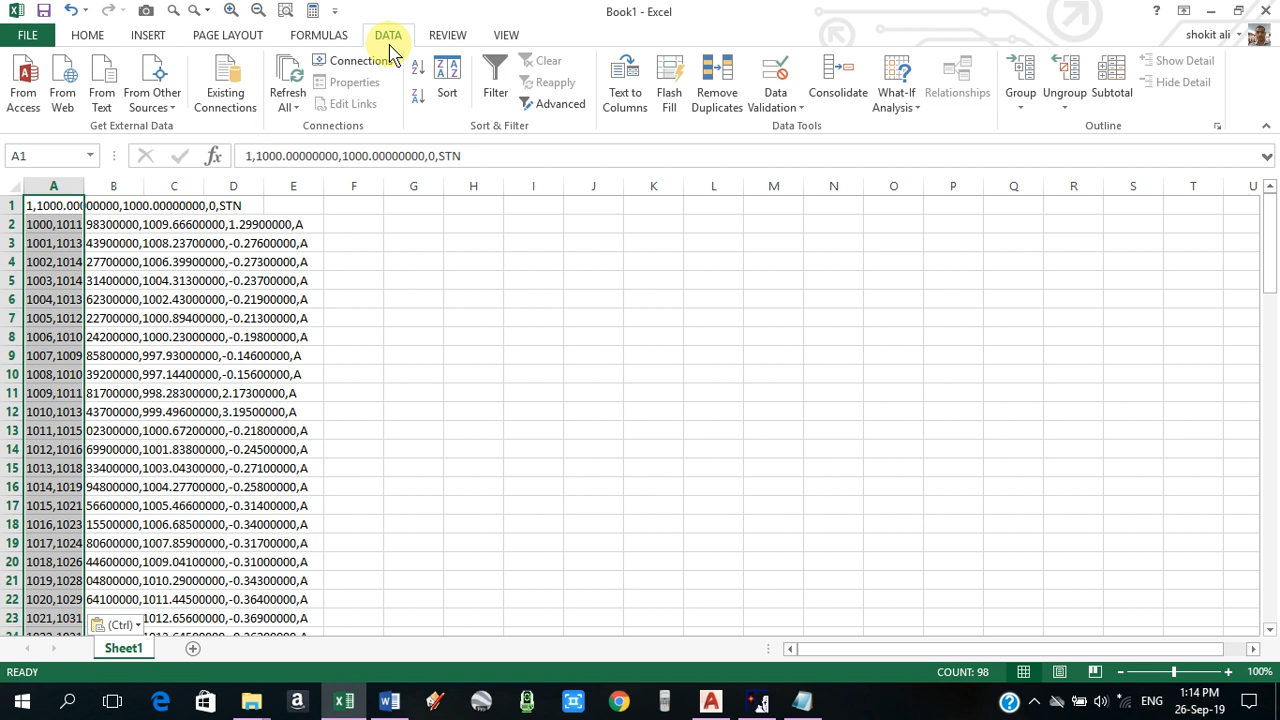 Book1 - Excel
FILE HOME INSERT PAGE LAYOUT FORMULAS DATA REVIEW VIEW shokit ali
From Access
From Web
From Text
From Other Sources
Existing Connections
Get External Data
Refresh All
Connections
Properties
Edit Links
Connections
Sort
Filter
Clear
Reapply
Advanced
Sort & Filter
Text to Columns
Flash Fill
Remove Duplicates
Data Validation
Consolidate
What-If Analysis
Relationships
Data Tools
Group
Ungroup
Subtotal
Show Detail
Hide Detail
Outline
A1 1,1000.00000000,1000.00000000,0,STN
A B C D E F G H I J K L M N O P Q R S T U
1 1,1000.00000000,1000.00000000,0,STN
2 1000,1011 98300000,1009.66600000,1.29900000,A
3 1001,1013 43900000,1008.23700000,-0.27600000,A
4 1002,1014 27700000,1006.39900000,-0.27300000,A
5 1003,1014 31400000,1004.31300000,-0.23700000,A
6 1004,1013 62300000,1002.43000000,-0.21900000,A
7 1005,1012 22700000,1000.89400000,-0.21300000,A
8 1006,1010 24200000,1000.23000000,-0.19800000,A
9 1007,1009 85800000,997.93000000,-0.14600000,A
10 1008,1010 39200000,997.14400000,-0.15600000,A
11 1009,1011 81700000,998.28300000,2.17300000,A
12 1010,1013 43700000,999.49600000,3.19500000,A
13 1011,1015 02300000,1000.67200000,-0.21800000,A
14 1012,1016 69900000,1001.83800000,-0.24500000,A
15 1013,1018 33400000,1003.04300000,-0.27100000,A
16 1014,1019 94800000,1004.27700000,-0.25800000,A
17 1015,1021 56600000,1005.46600000,-0.31400000,A
18 1016,1023 15500000,1006.68500000,-0.34000000,A
19 1017,1024 80600000,1007.85900000,-0.31700000,A
20 1018,1026 44600000,1009.04100000,-0.31000000,A
21 1019,1028 04800000,1010.29000000,-0.34300000,A
22 1020,1029 64100000,1011.44500000,-0.36400000,A
23 1021,1031 1012.65600000,-0.36900000,A
(Ctrl)
Sheet1
READY COUNT: 98 100%
ENG 1:14 PM
26-Sep-19